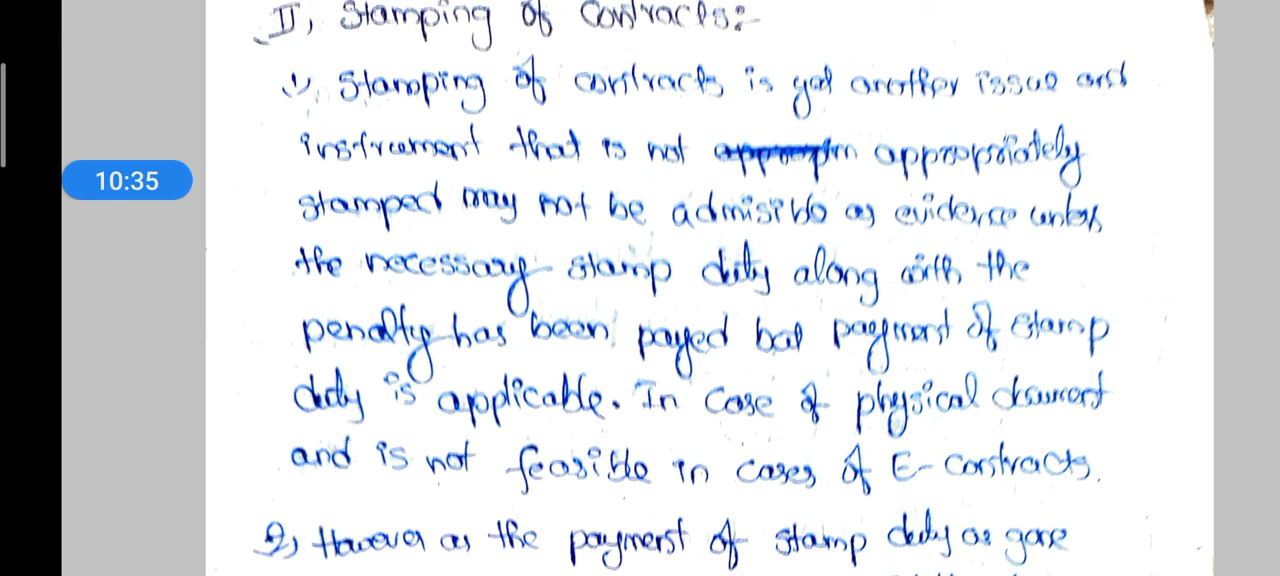 II, Stamping of Contracts:-
1, Stamping of contracts is yet another issue and
instrument that is not appropriately
10:35
stamped may not be admisible as evidence unless
the necessary stamp duty along with the
penalty has been payed but payment of stamp
duty is applicable. In case of physical document
and is not feasible in cases of E-contracts.
2, However as the payment of stamp duty as gone